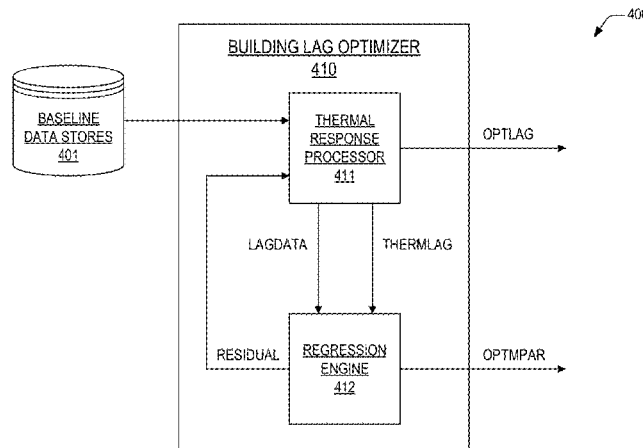 400
BUILDING LAG OPTIMIZER
410
BASELINE
DATA STORES
401
THERMAL
RESPONSE
PROCESSOR
411
OPTLAG
LAGDATA
THERMLAG
RESIDUAL
REGRESSION
ENGINE
412
OPTMPAR